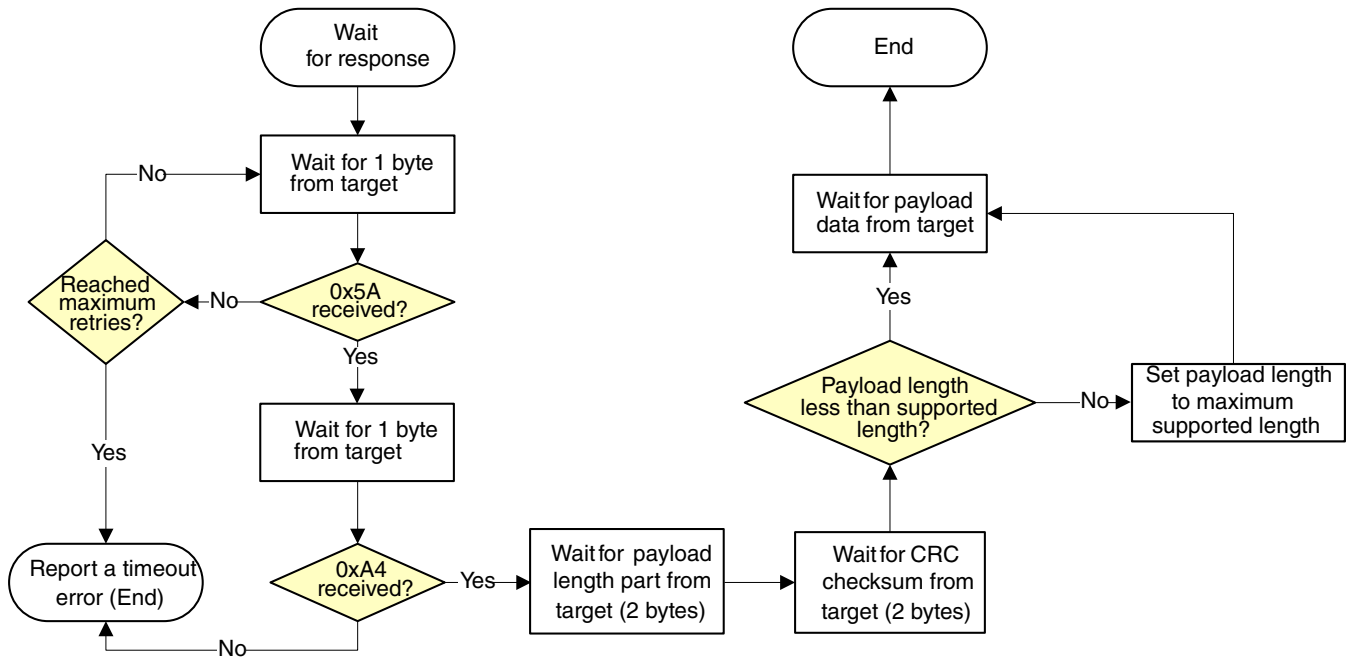 Wait
for response
Wait for 1 byte
from target
No
Reached
maximum
retries?
No
0x5A
received?
Yes
Wait for 1 byte
from target
Yes
Report a timeout
error (End)
0xA4
received?
No
Yes
Wait for payload
length part from
target (2 bytes)
Wait for CRC
checksum from
target (2 bytes)
Payload length
less than supported
length?
No
Set payload length
to maximum
supported length
Yes
Wait for payload
data from target
End